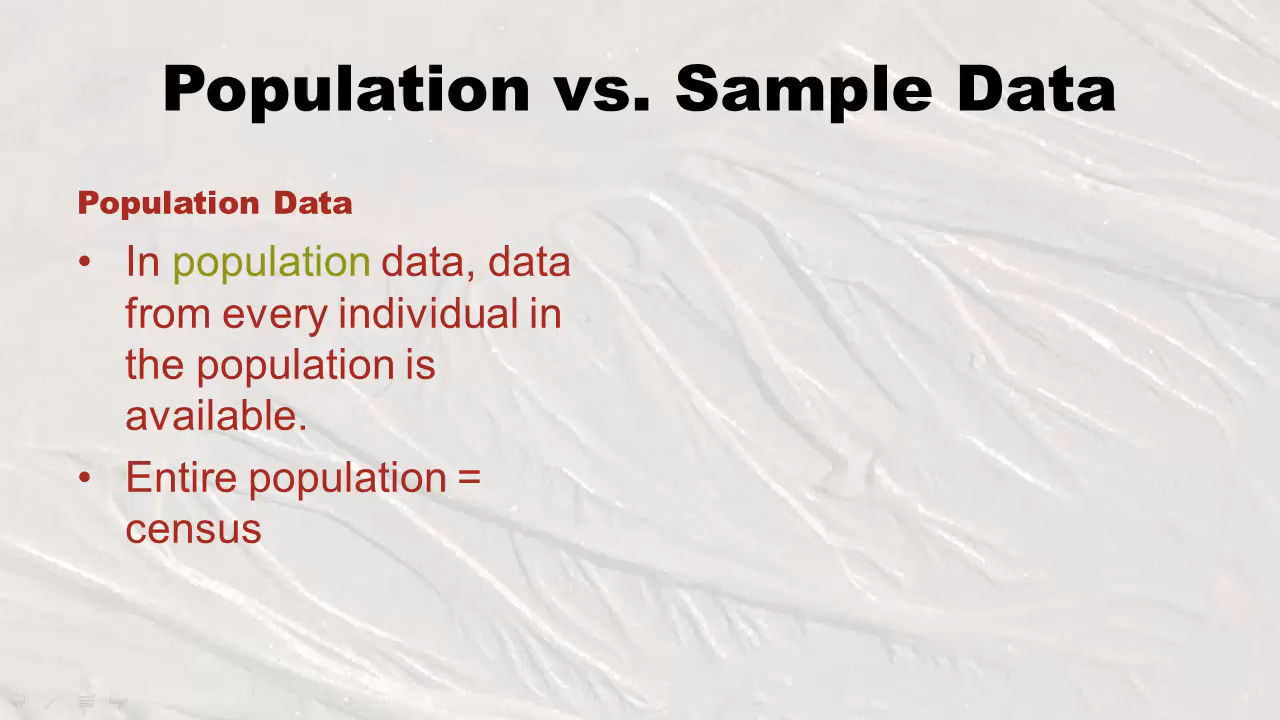 Population vs. Sample Data
Population Data
• In population data, data
from every individual in
the population is
available.
• Entire population =
census